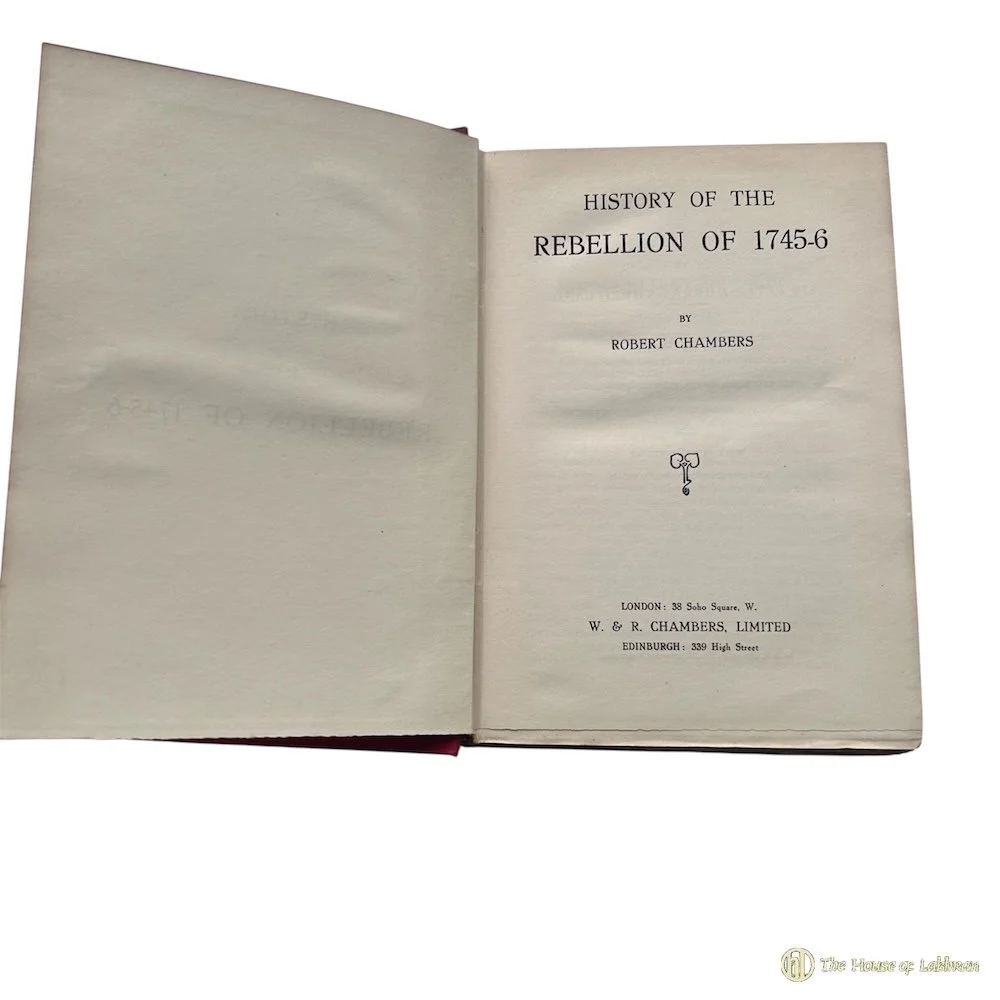 HISTORY OF THE
REBELLION OF 1745-6
BY
ROBERT CHAMBERS
LONDON: 38 Soho Square, W.
W. & R. CHAMBERS, LIMITED
EDINBURGH: 339 High Street
The House of Lablwan